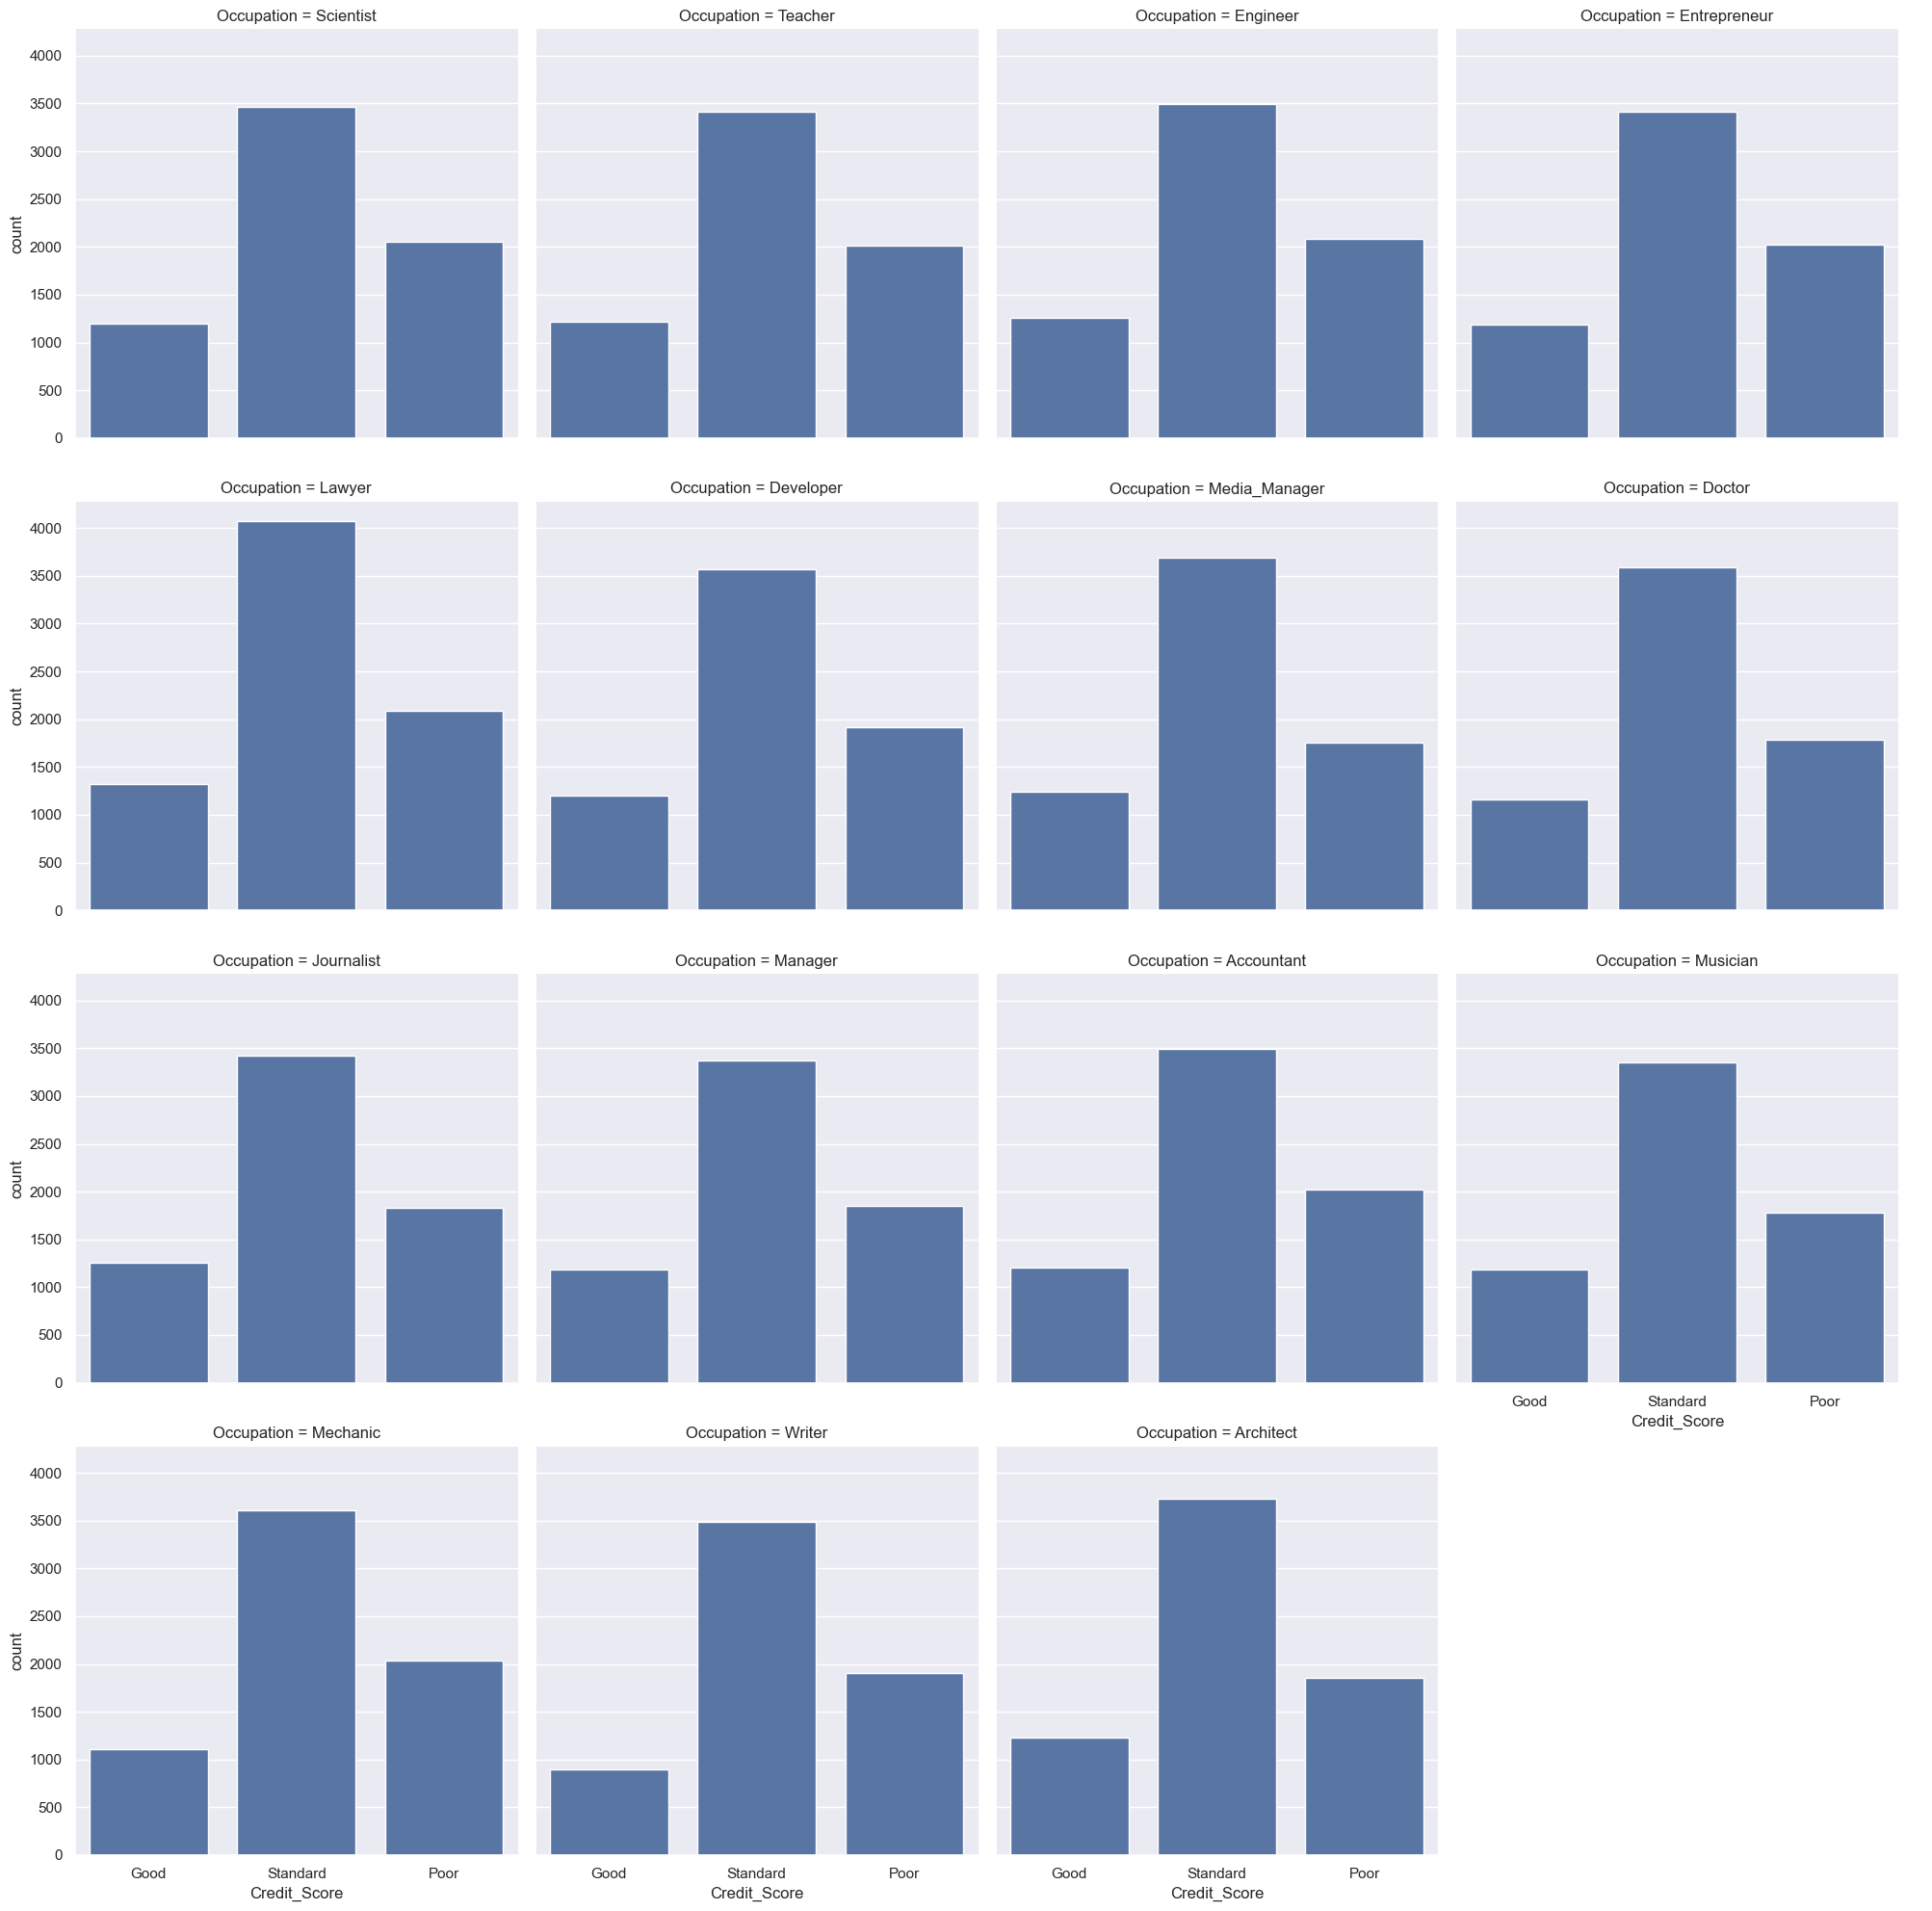 Occupation = Scientist
Occupation = Teacher
Occupation = Engineer
Occupation = Entrepreneur
4000
3500
3000
2500
2000
1500
1000
500
0
count
Occupation = Lawyer
Occupation = Developer
Occupation = Media_Manager
Occupation = Doctor
4000
3500
3000
2500
2000
1500
1000
500
0
count
Occupation = Journalist
Occupation = Manager
Occupation = Accountant
Occupation = Musician
4000
3500
3000
2500
2000
1500
1000
500
0
count
Good Standard Poor
Credit_Score
Occupation = Mechanic
Occupation = Writer
Occupation = Architect
4000
3500
3000
2500
2000
1500
1000
500
0
count
Good Standard Poor
Credit_Score
Good Standard Poor
Credit_Score
Good Standard Poor
Credit_Score